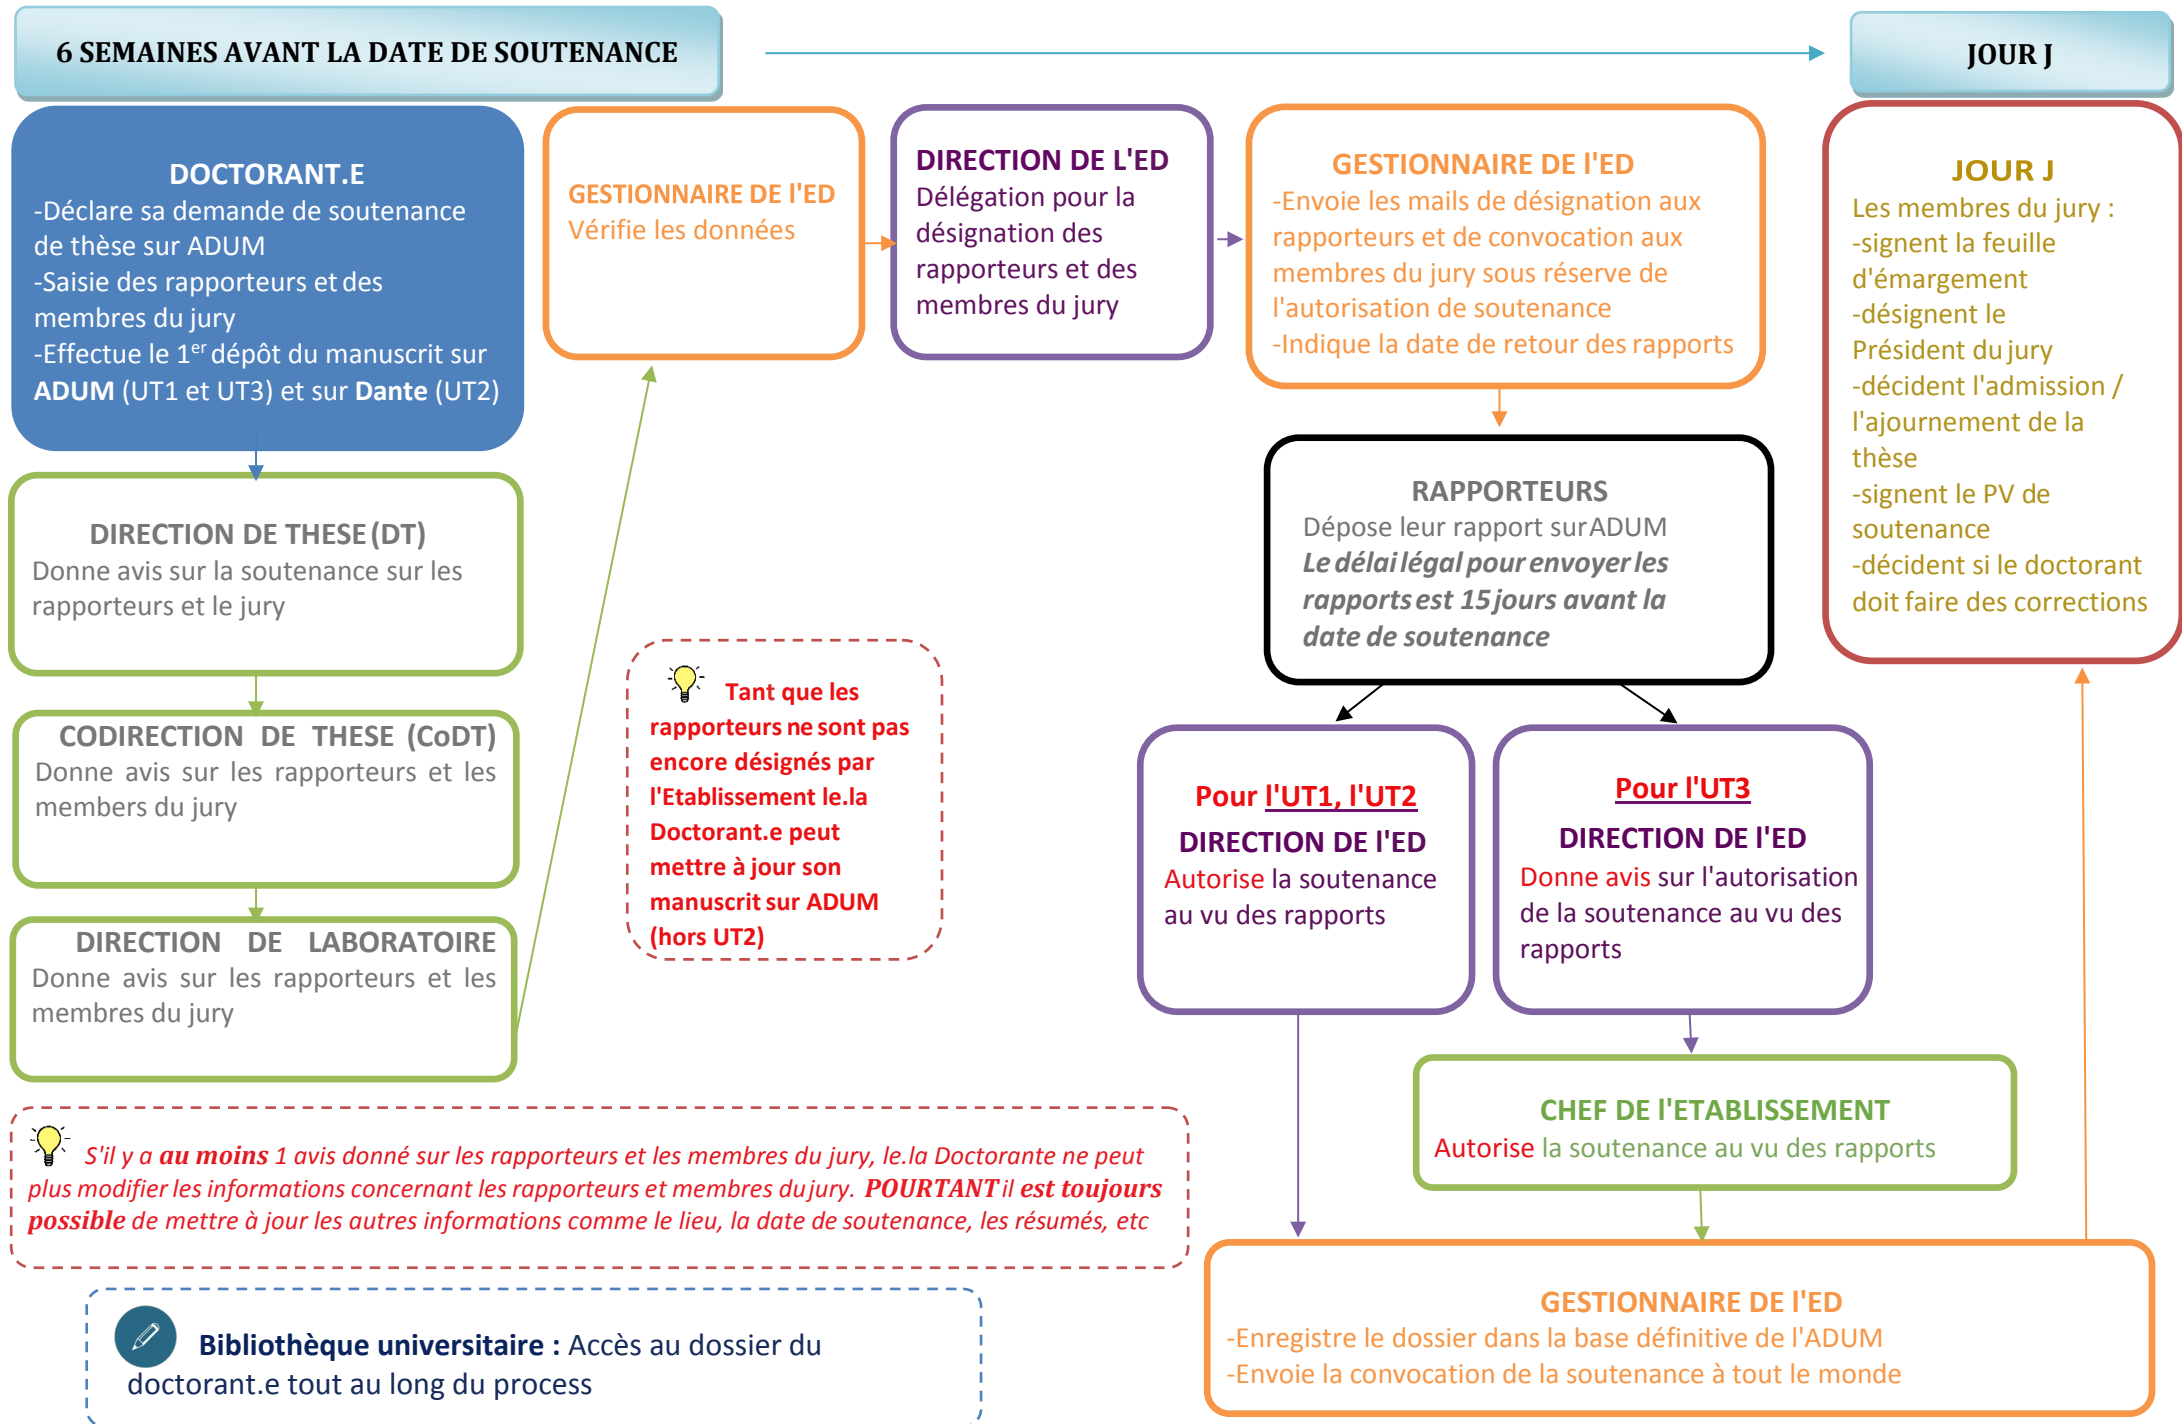 6 SEMAINES AVANT LA DATE DE SOUTENANCE
JOUR J
DOCTORANT.E
-Déclare sa demande de soutenance
de thèse sur ADUM
-Saisie des rapporteurs et des
membres du jury
-Effectue le 1er dépôt du manuscrit sur
ADUM (UT1 et UT3) et sur Dante (UT2)
DIRECTION DE THESE (DT)
Donne avis sur la soutenance sur les
rapporteurs et le jury
CODIRECTION DE THESE (CoDT)
Donne avis sur les rapporteurs et les
members du jury
DIRECTION DE LABORATOIRE
Donne avis sur les rapporteurs et les
membres du jury
GESTIONNAIRE DE l'ED
Vérifie les données
DIRECTION DE L'ED
Délégation pour la
désignation des
rapporteurs et des
membres du jury
GESTIONNAIRE DE l'ED
-Envoie les mails de désignation aux
rapporteurs et de convocation aux
membres du jury sous réserve de
l'autorisation de soutenance
-Indique la date de retour des rapports
RAPPORTEURS
Dépose leur rapport sur ADUM
Le délai légal pour envoyer les
rapports est 15 jours avant la
date de soutenance
Tant que les
rapporteurs ne sont pas
encore désignés par
l'Etablissement le.la
Doctorant.e peut
mettre à jour son
manuscrit sur ADUM
(hors UT2)
Pour l'UT1, l'UT2
DIRECTION DE l'ED
Autorise la soutenance
au vu des rapports
Pour l'UT3
DIRECTION DE l'ED
Donne avis sur l'autorisation
de la soutenance au vu des
rapports
CHEF DE l'ETABLISSEMENT
Autorise la soutenance au vu des rapports
GESTIONNAIRE DE l'ED
-Enregistre le dossier dans la base définitive de l'ADUM
-Envoie la convocation de la soutenance à tout le monde
JOUR J
Les membres du jury :
-signent la feuille
d'émargement
-désignent le
Président du jury
-décident l'admission /
l'ajournement de la
thèse
-signent le PV de
soutenance
-décident si le doctorant
doit faire des corrections
S'il y a au moins 1 avis donné sur les rapporteurs et les membres du jury, le.la Doctorante ne peut
plus modifier les informations concernant les rapporteurs et membres du jury. POURTANT il est toujours
possible de mettre à jour les autres informations comme le lieu, la date de soutenance, les résumés, etc
Bibliothèque universitaire : Accès au dossier du
doctorant.e tout au long du process